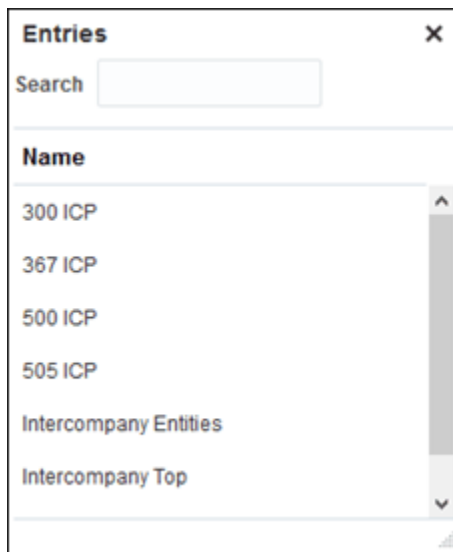 Entries
Search
Name
300 ICP
367 ICP
500 ICP
505 ICP
Intercompany Entities
Intercompany Top